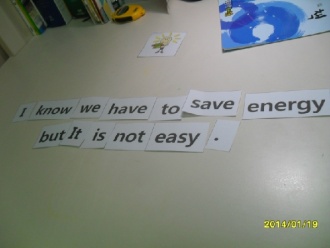 I know we have to save energy
but It is not easy .
2014/01/19